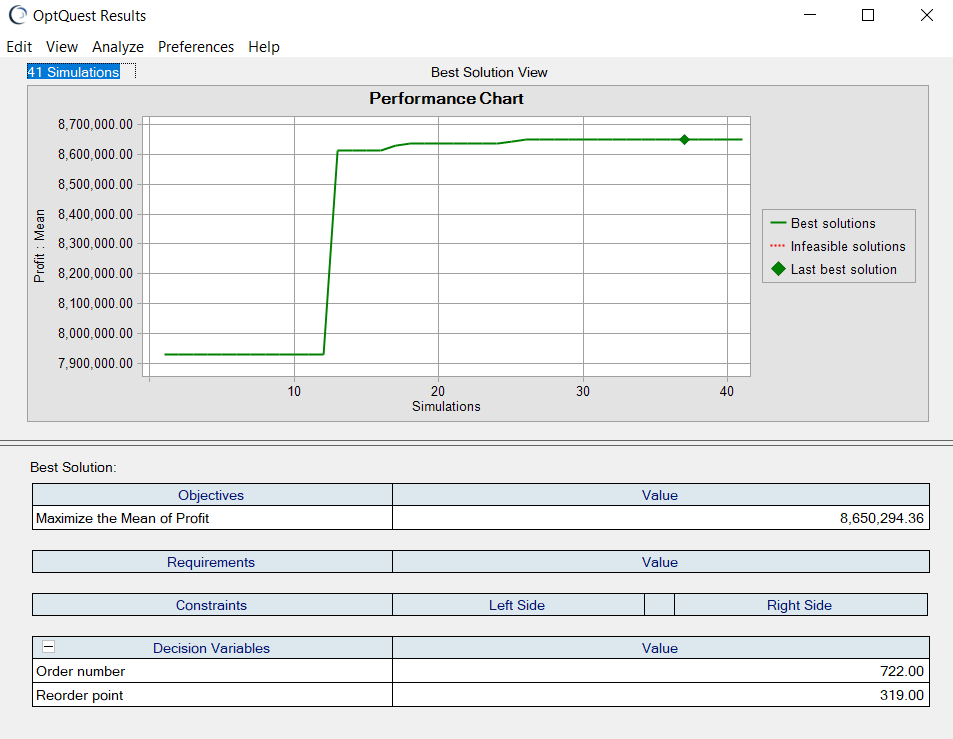 OptQuest Results
Edit View Analyze Preferences Help
41 Simulations
Best Solution View
Performance Chart
8,700,000.00
8,600,000.00
8,500,000.00
8,400,000.00
8,300,000.00
8,200,000.00
8,100,000.00
8,000,000.00
7,900,000.00
Profit : Mean
10 20 30 40
Simulations
Best solutions
Infeasible solutions
Last best solution
Best Solution:
Objectives Value
Maximize the Mean of Profit 8,650,294.36
Requirements Value
Constraints Left Side Right Side
Decision Variables Value
Order number 722.00
Reorder point 319.00